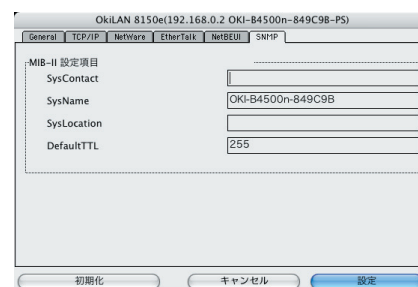 OkiLAN 8150e(192.168.0.2 OKI-B4500n-849C9B-PS)
General TCP/IP NetWare EtherTalk NetBEUI SNMP
MIB-II 設定項目
SysContact
SysName OKI-B4500n-849C9B
SysLocation
DefaultTTL 255
初期化 キャンセル 設定